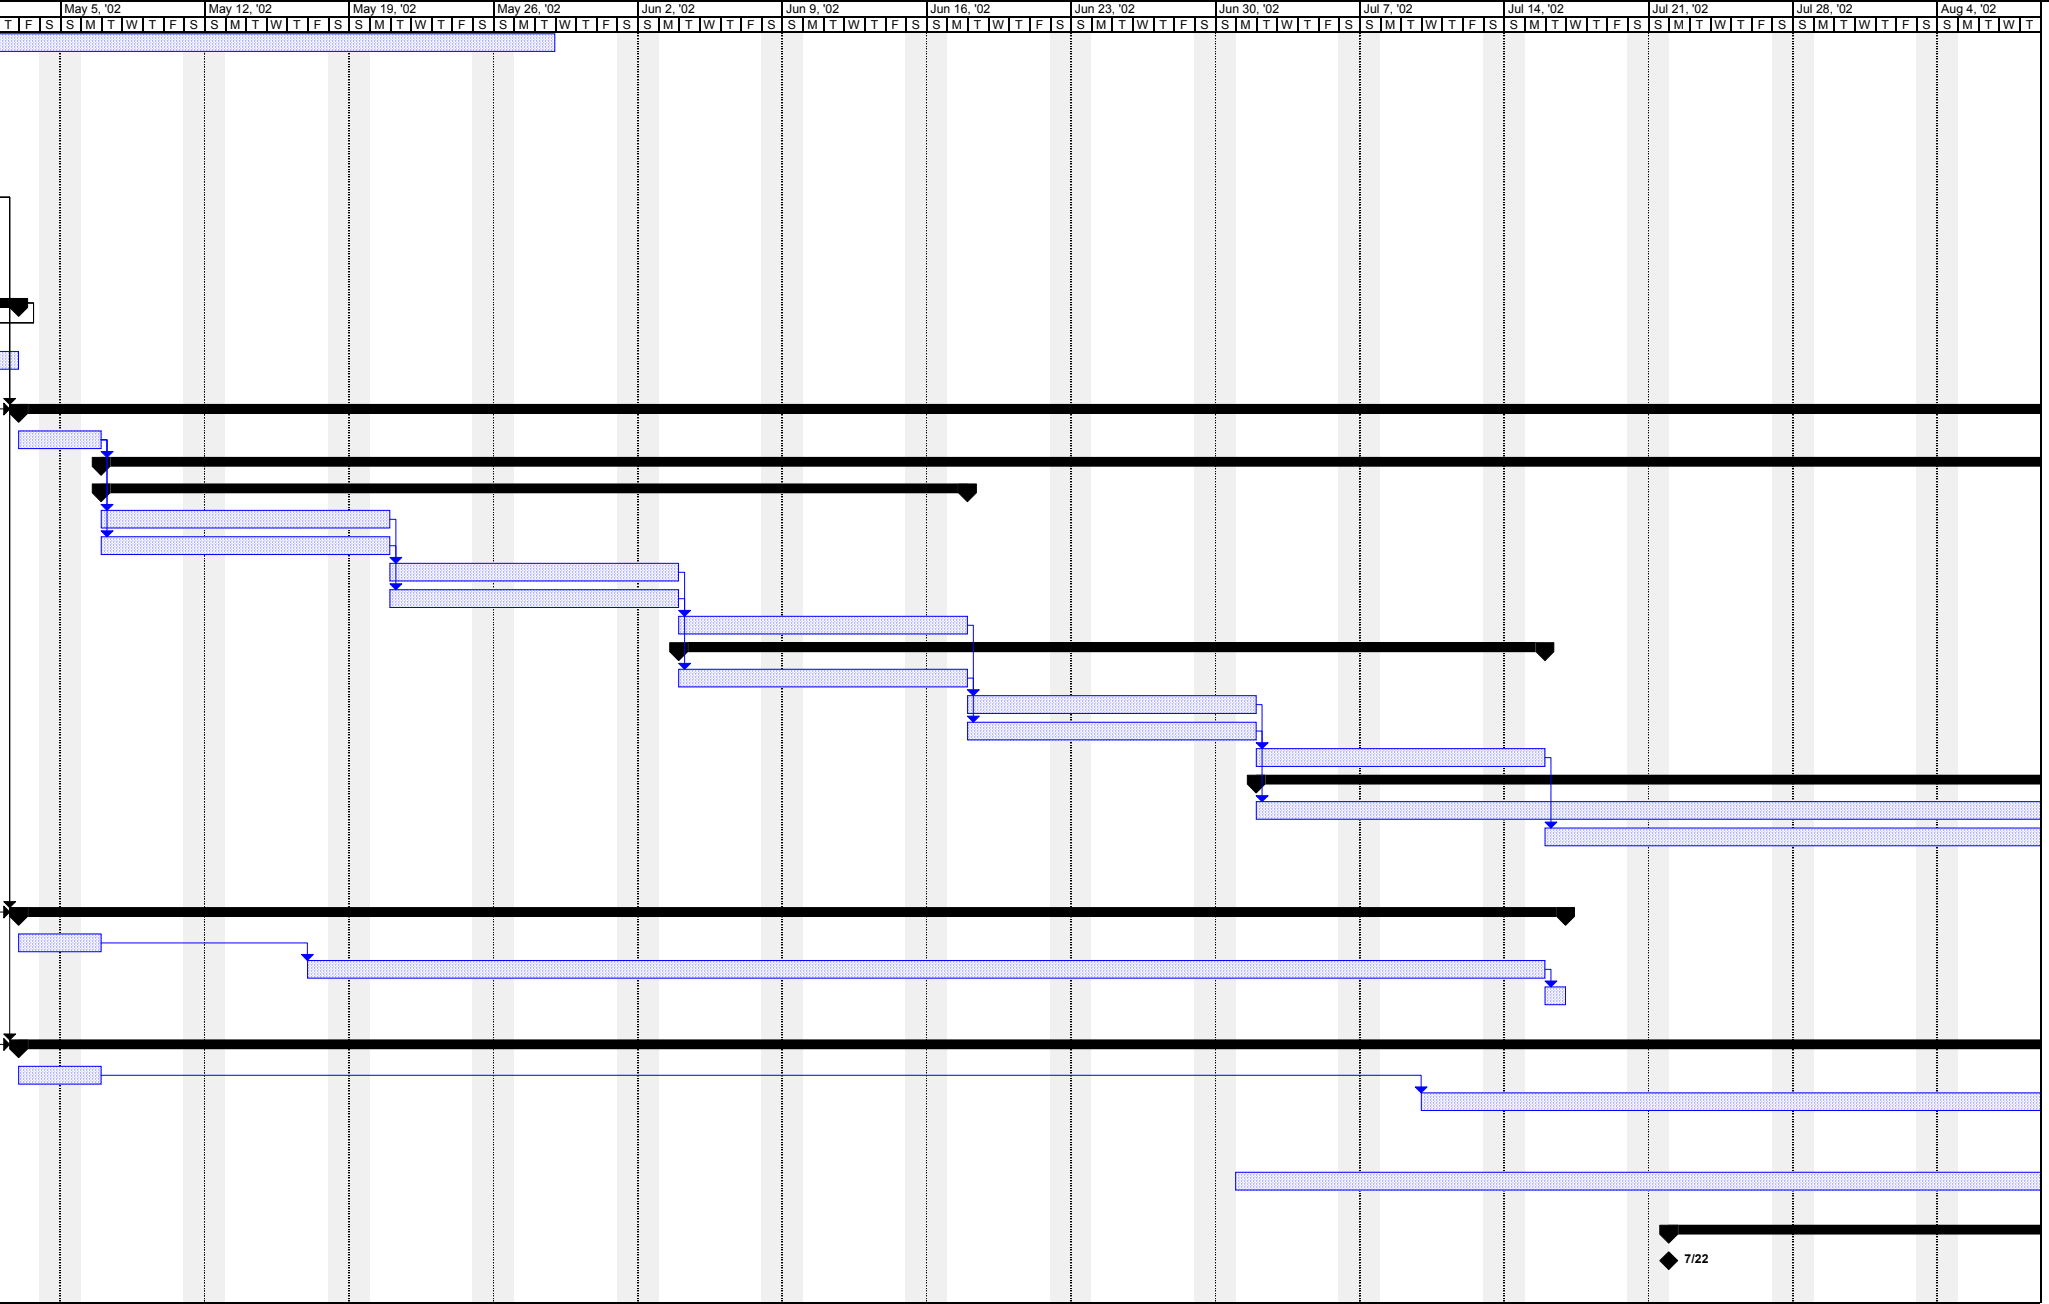 May 5, '02 May 12, '02 May 19, '02 May 26, '02 Jun 2, '02 Jun 9, '02 Jun 16, '02 Jun 23, '02 Jun 30, '02 Jul 7, '02 Jul 14, '02 Jul 21, '02 Jul 28, '02 Aug 4, '02
T F S S M T W T F S S M T W T F S S M T W T F S S M T W T F S S M T W T F S S M T W T F S S M T W T F S S M T W T F S S M T W T F S S M T W T F S S M T W T F S S M T W T F S S M T W T F S S M T W T
7/22